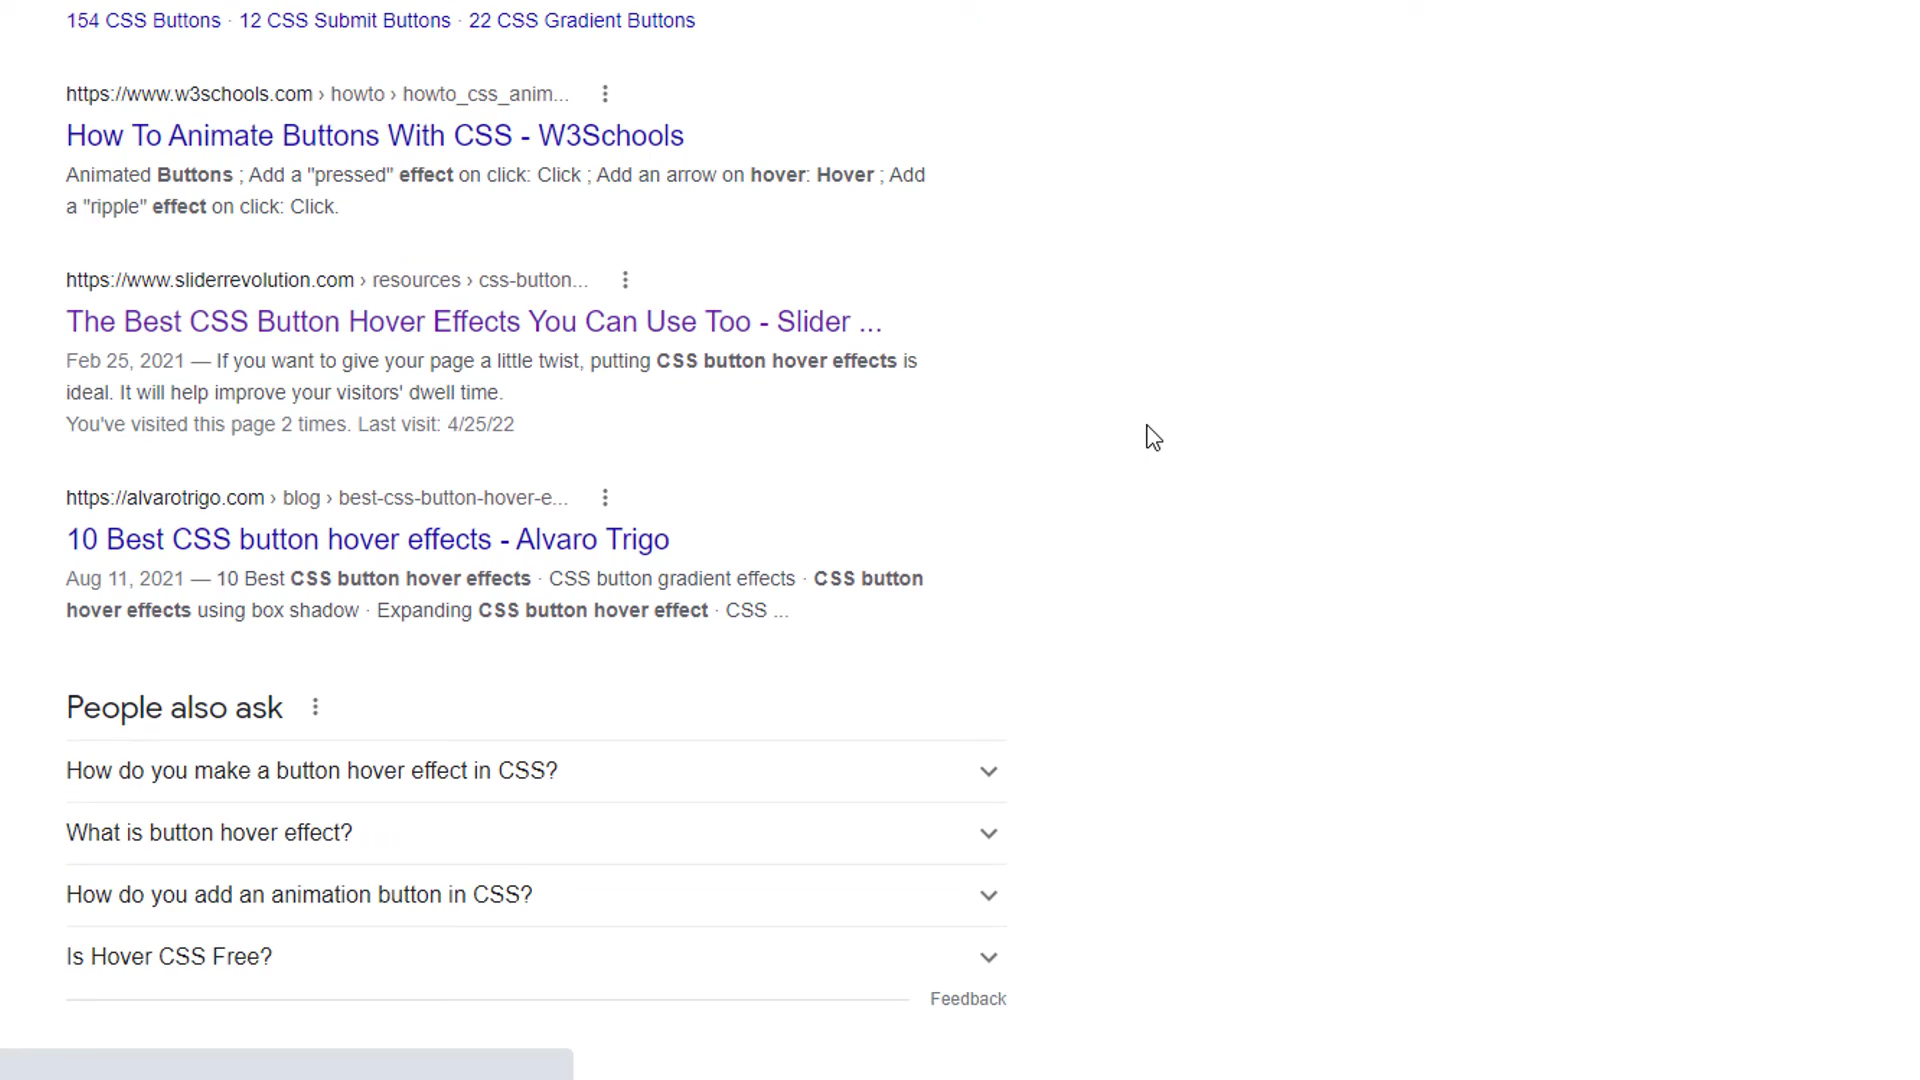 154 CSS Buttons · 12 CSS Submit Buttons · 22 CSS Gradient Buttons
https://www.w3schools.com › howto › howto_css_anim...
How To Animate Buttons With CSS - W3Schools
Animated Buttons ; Add a "pressed" effect on click: Click ; Add an arrow on hover: Hover ; Add
a "ripple" effect on click: Click.
https://www.sliderrevolution.com › resources › css-button...
The Best CSS Button Hover Effects You Can Use Too - Slider ...
Feb 25, 2021 — If you want to give your page a little twist, putting CSS button hover effects is
ideal. It will help improve your visitors' dwell time.
You've visited this page 2 times. Last visit: 4/25/22
https://alvarotrigo.com › blog › best-css-button-hover-e...
10 Best CSS button hover effects - Alvaro Trigo
Aug 11, 2021 — 10 Best CSS button hover effects · CSS button gradient effects · CSS button
hover effects using box shadow · Expanding CSS button hover effect · CSS ...
People also ask
How do you make a button hover effect in CSS?
What is button hover effect?
How do you add an animation button in CSS?
Is Hover CSS Free?
Feedback